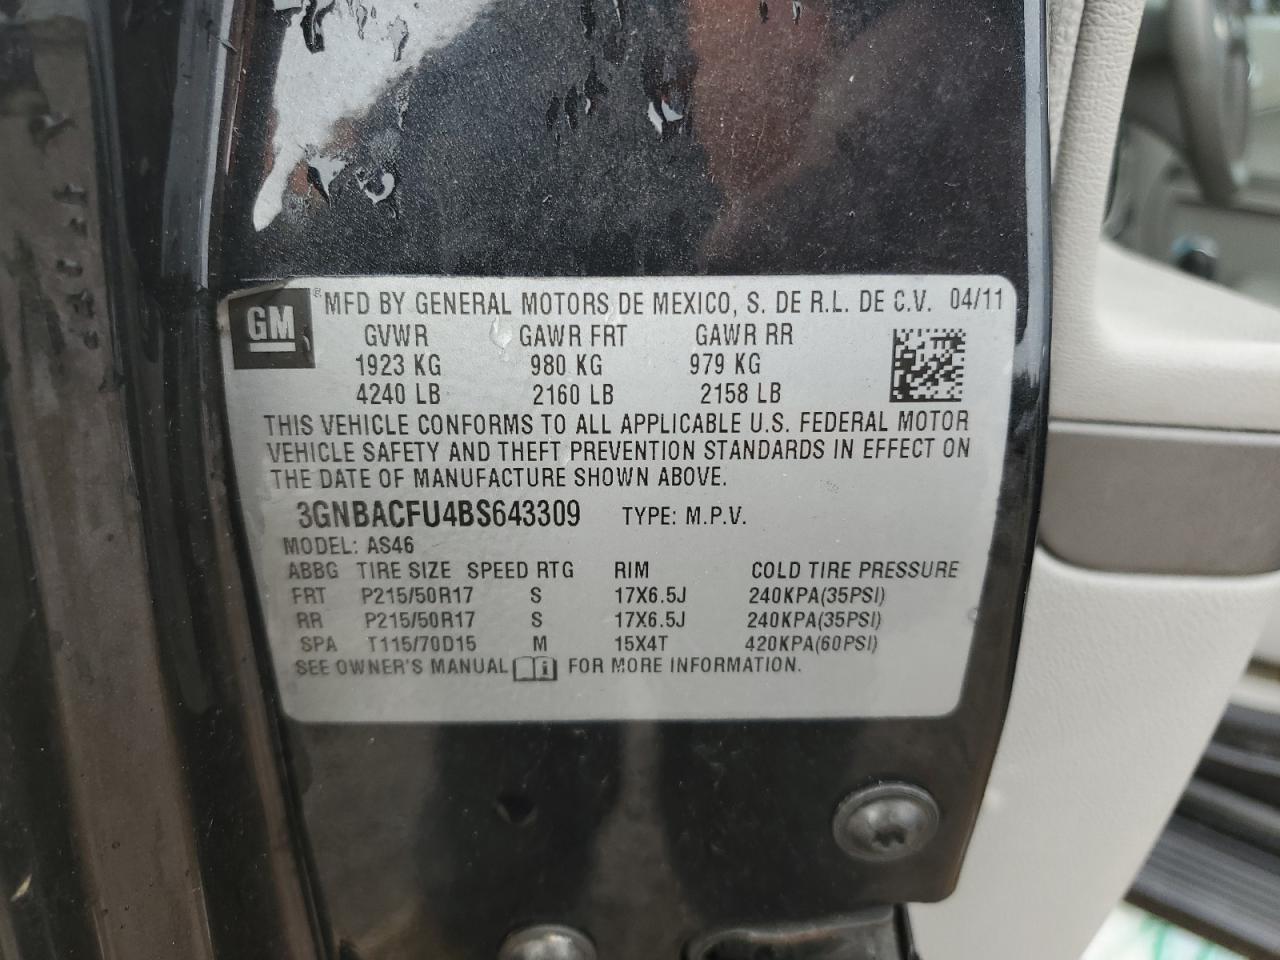 GM ® MFD BY GENERAL MOTORS DE MEXICO, S. DE R.L. DE C.V. 04/11
GVWR GAWR FRT GAWR RR
1923 KG 980 KG 979 KG
4240 LB 2160 LB 2158 LB
THIS VEHICLE CONFORMS TO ALL APPLICABLE U.S. FEDERAL MOTOR
VEHICLE SAFETY AND THEFT PREVENTION STANDARDS IN EFFECT ON
THE DATE OF MANUFACTURE SHOWN ABOVE.
3GNBACFU4BS643309 TYPE: M.P.V.
MODEL: AS46
ABBG TIRE SIZE SPEED RTG RIM COLD TIRE PRESSURE
FRT P215/50R17 S 17X6.5J 240KPA(35PSI)
RR P215/50R17 S 17X6.5J 240KPA(35PSI)
SPA T115/70D15 M 15X4T 420KPA(60PSI)
SEE OWNER'S MANUAL i FOR MORE INFORMATION.